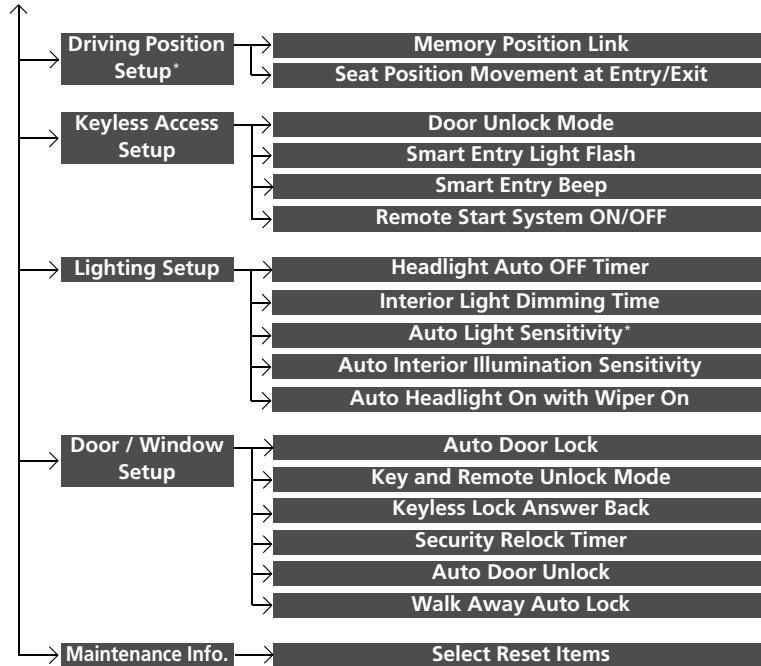 Driving Position
Setup*
Memory Position Link
Seat Position Movement at Entry/Exit
Keyless Access
Setup
Door Unlock Mode
Smart Entry Light Flash
Smart Entry Beep
Remote Start System ON/OFF
Lighting Setup
Headlight Auto OFF Timer
Interior Light Dimming Time
Auto Light Sensitivity*
Auto Interior Illumination Sensitivity
Auto Headlight On with Wiper On
Door / Window
Setup
Auto Door Lock
Key and Remote Unlock Mode
Keyless Lock Answer Back
Security Relock Timer
Auto Door Unlock
Walk Away Auto Lock
Maintenance Info.
Select Reset Items